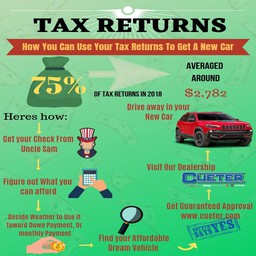 TAX RETURNS
How You Can Use Your Tax Returns To Get A New Car
75%
OF TAX RETURNS IN 2018
AVERAGED
AROUND
$2,782
Heres how:
Get your Check From
Uncle Sam
Figure out What you
can afford
Decide Weather to Use it
Toward Down Payment, Or
monthly Payment
Find your Affordable
Dream Vehicle
Get Guaranteed Approval
www.cueter.com
YES
Visit Our Dealership
CUETER
Drive away in your
New Car